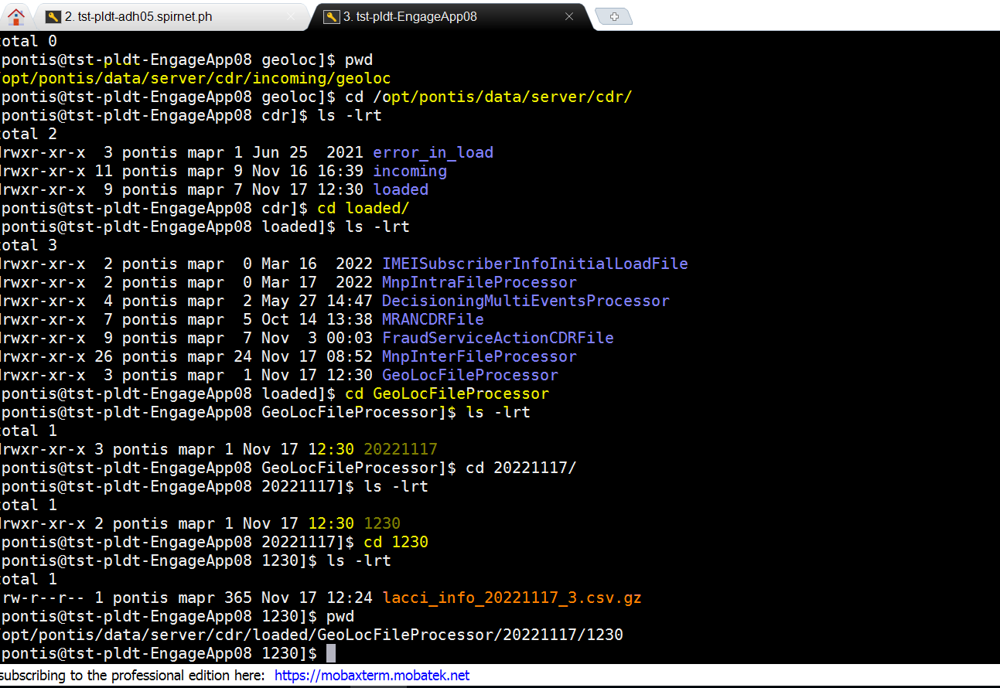 2. tst-pldt-adh05.spirnet.ph
3. tst-pldt-EngageApp08
otal 0
pontis@tst-pldt-EngageApp08 geoloc]$ pwd
opt/pontis/data/server/cdr/incoming/geoloc
pontis@tst-pldt-EngageApp08 geoloc]$ cd /opt/pontis/data/server/cdr/
pontis@tst-pldt-EngageApp08 cdr]$ ls -lrt
otal 2
drwxr-xr-x  3 pontis mapr 1 Jun 25  2021 error_in_load
drwxr-xr-x 11 pontis mapr 9 Nov 16 16:39 incoming
drwxr-xr-x  9 pontis mapr 7 Nov 17 12:30 loaded
pontis@tst-pldt-EngageApp08 cdr]$ cd loaded/
pontis@tst-pldt-EngageApp08 loaded]$ ls -lrt
otal 3
drwxr-xr-x  2 pontis mapr  0 Mar 16  2022 IMEISubscriberInfoInitialLoadFile
drwxr-xr-x  2 pontis mapr  0 Mar 17  2022 MnpIntraFileProcessor
drwxr-xr-x  4 pontis mapr  2 May 27 14:47 DecisioningMultiEventsProcessor
drwxr-xr-x  7 pontis mapr  5 Oct 14 13:38 MRANCDRFile
drwxr-xr-x  9 pontis mapr  7 Nov  3 00:03 FraudServiceActionCDRFile
drwxr-xr-x 26 pontis mapr 24 Nov 17 08:52 MnpInterFileProcessor
drwxr-xr-x  3 pontis mapr  1 Nov 17 12:30 GeoLocFileProcessor
pontis@tst-pldt-EngageApp08 loaded]$ cd GeoLocFileProcessor
pontis@tst-pldt-EngageApp08 GeoLocFileProcessor]$ ls -lrt
otal 1
drwxr-xr-x 3 pontis mapr 1 Nov 17 12:30 20221117
pontis@tst-pldt-EngageApp08 GeoLocFileProcessor]$ cd 20221117/
pontis@tst-pldt-EngageApp08 20221117]$ ls -lrt
otal 1
drwxr-xr-x 2 pontis mapr 1 Nov 17 12:30 1230
pontis@tst-pldt-EngageApp08 20221117]$ cd 1230
pontis@tst-pldt-EngageApp08 1230]$ ls -lrt
otal 1
rw-r--r-- 1 pontis mapr 365 Nov 17 12:24 lacci_info_20221117_3.csv.gz
pontis@tst-pldt-EngageApp08 1230]$ pwd
opt/pontis/data/server/cdr/loaded/GeoLocFileProcessor/20221117/1230
pontis@tst-pldt-EngageApp08 1230]$
subscribing to the professional edition here: https://mobaxterm.mobatek.net